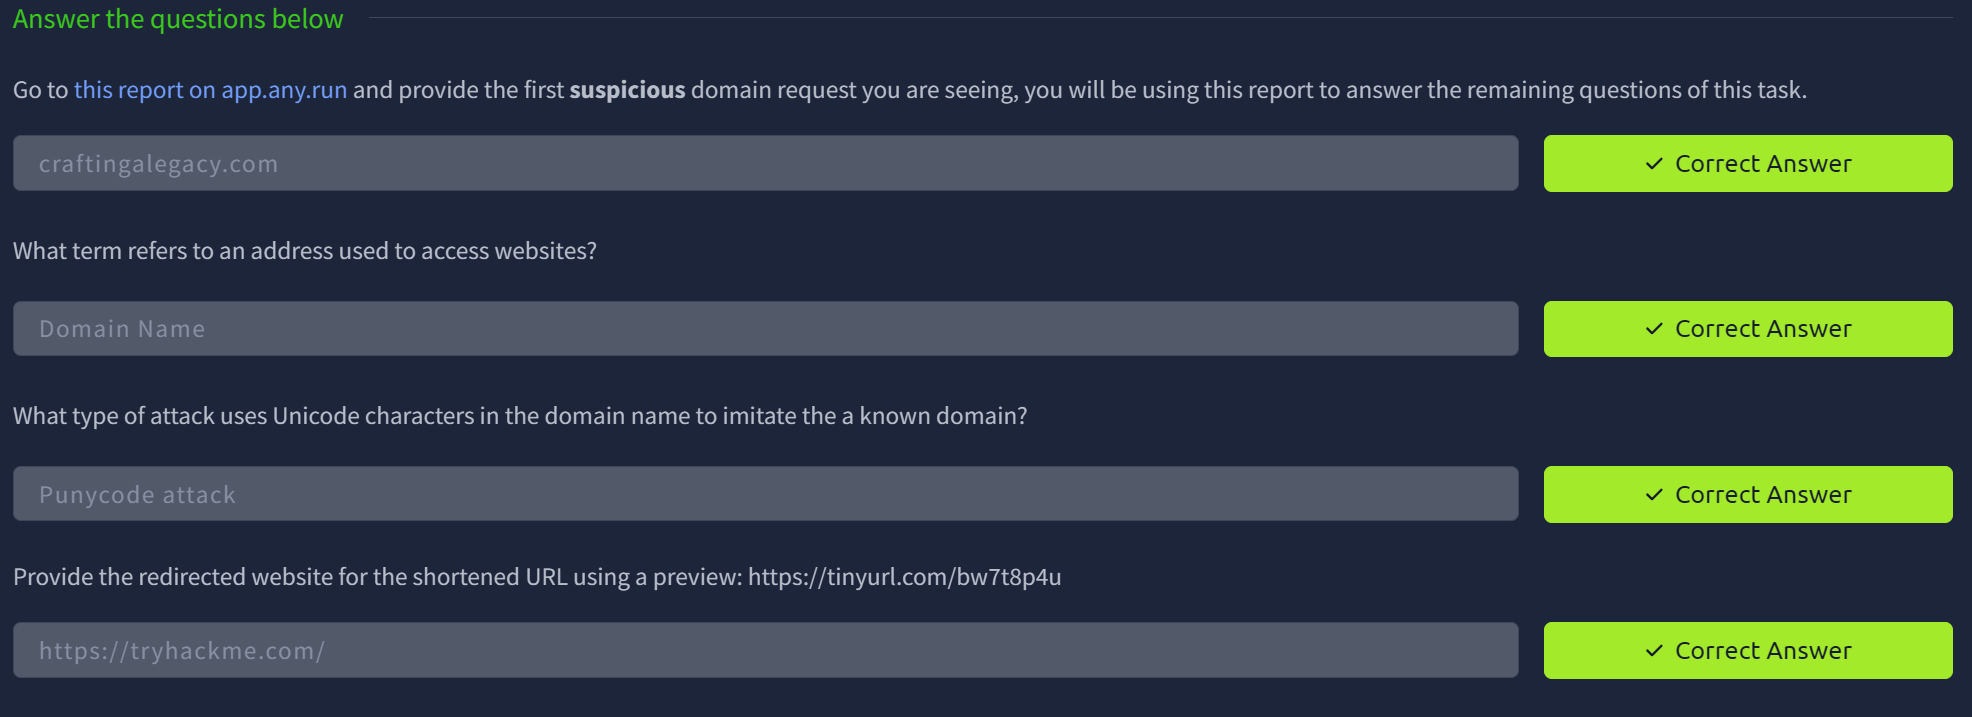 Answer the questions below
Go to this report on app.any.run and provide the first suspicious domain request you are seeing, you will be using this report to answer the remaining questions of this task.
craftingalegacy.com
✓ Correct Answer
What term refers to an address used to access websites?
Domain Name
✓ Correct Answer
What type of attack uses Unicode characters in the domain name to imitate the a known domain?
Punycode attack
✓ Correct Answer
Provide the redirected website for the shortened URL using a preview: https://tinyurl.com/bw7t8p4u
https://tryhackme.com/
✓ Correct Answer